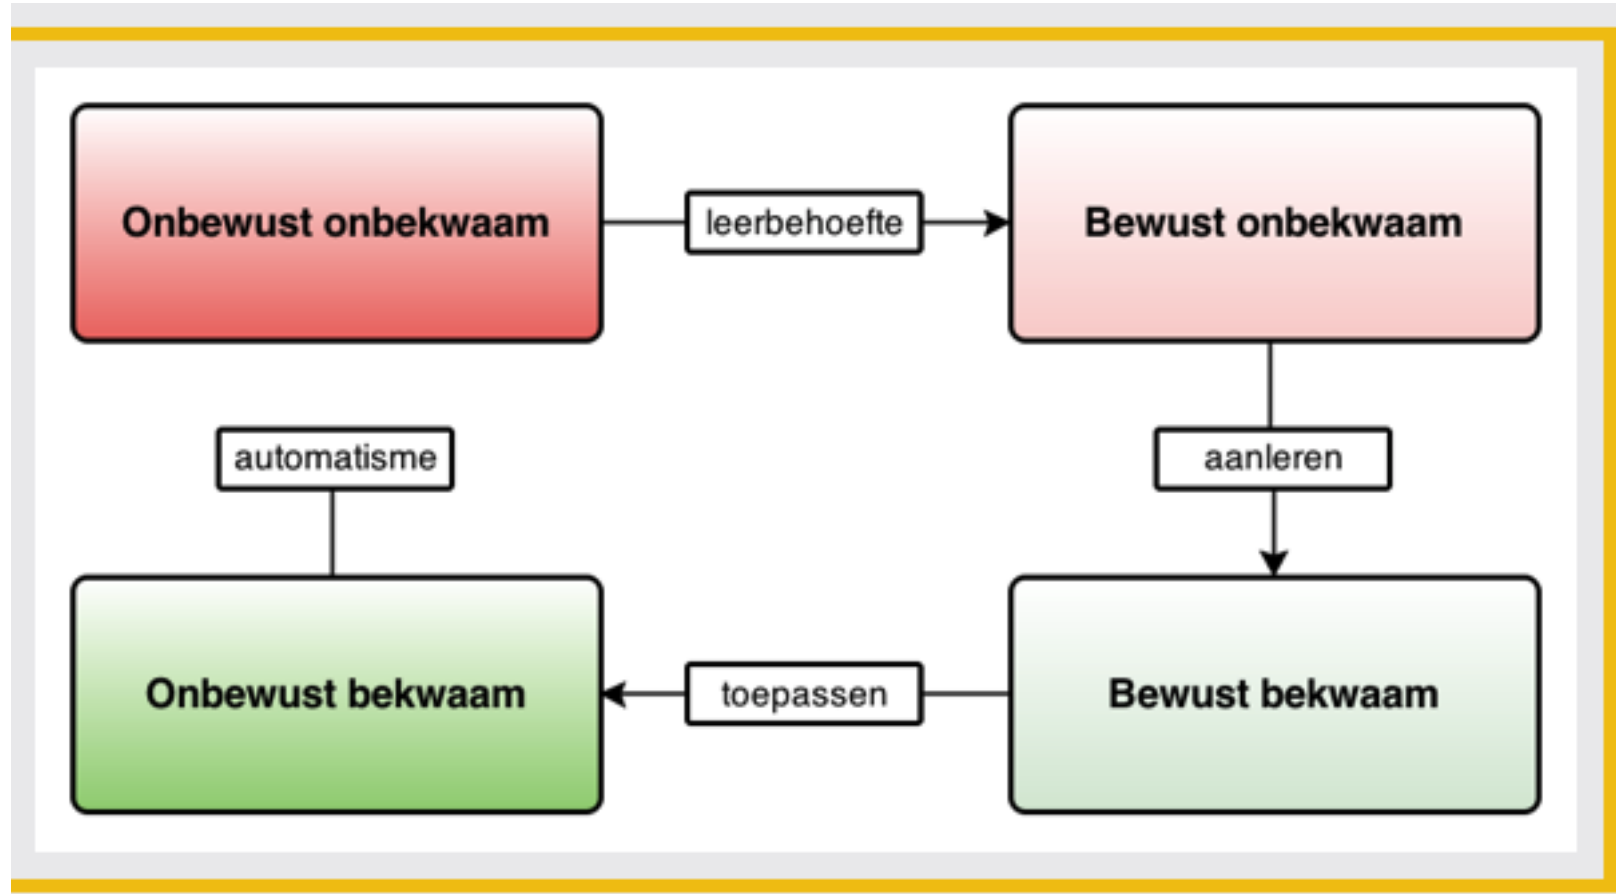 Onbewust onbekwaam
leerbehoefte
Bewust onbekwaam
automatisme
aanleren
Onbewust bekwaam
toepassen
Bewust bekwaam